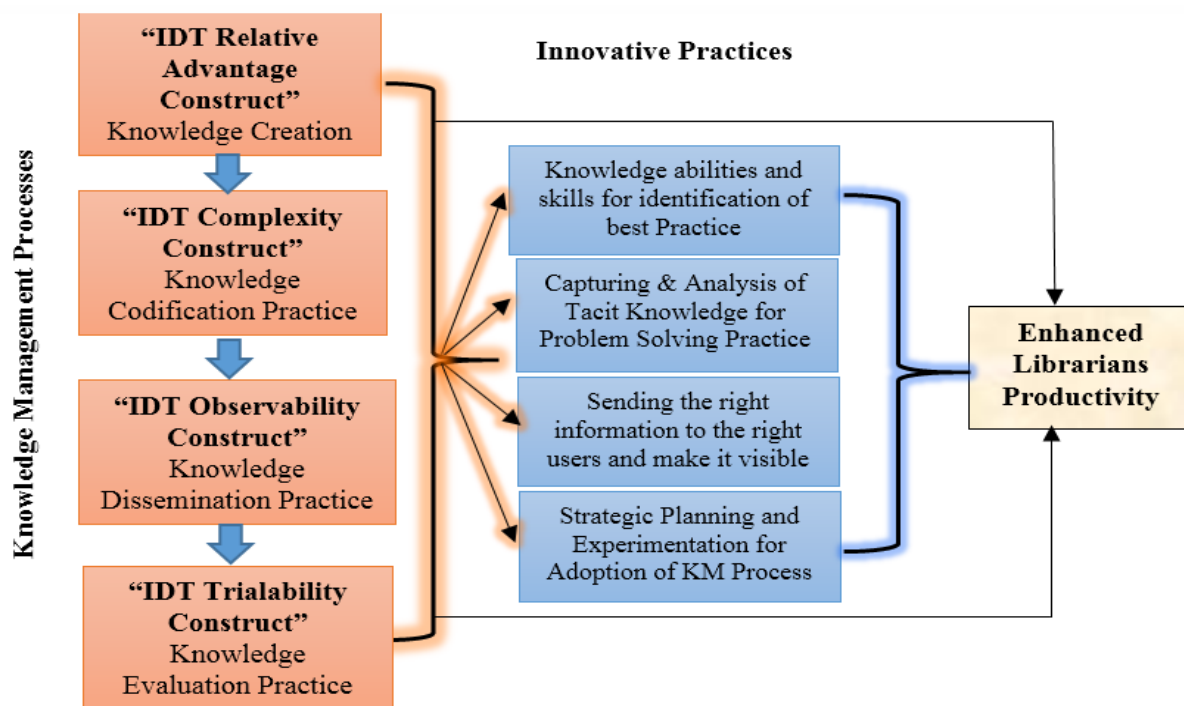 Knowledge Management Processes
“IDT Relative
Advantage
Construct”
Knowledge Creation
“IDT Complexity
Construct”
Knowledge
Codification Practice
“IDT Observability
Construct”
Knowledge
Dissemination Practice
“IDT Trialability
Construct”
Knowledge
Evaluation Practice
Innovative Practices
Knowledge abilities and
skills for identification of
best Practice
Capturing & Analysis of
Tacit Knowledge for
Problem Solving Practice
Sending the right
information to the right
users and make it visible
Strategic Planning and
Experimentation for
Adoption of KM Process
Enhanced
Librarians
Productivity